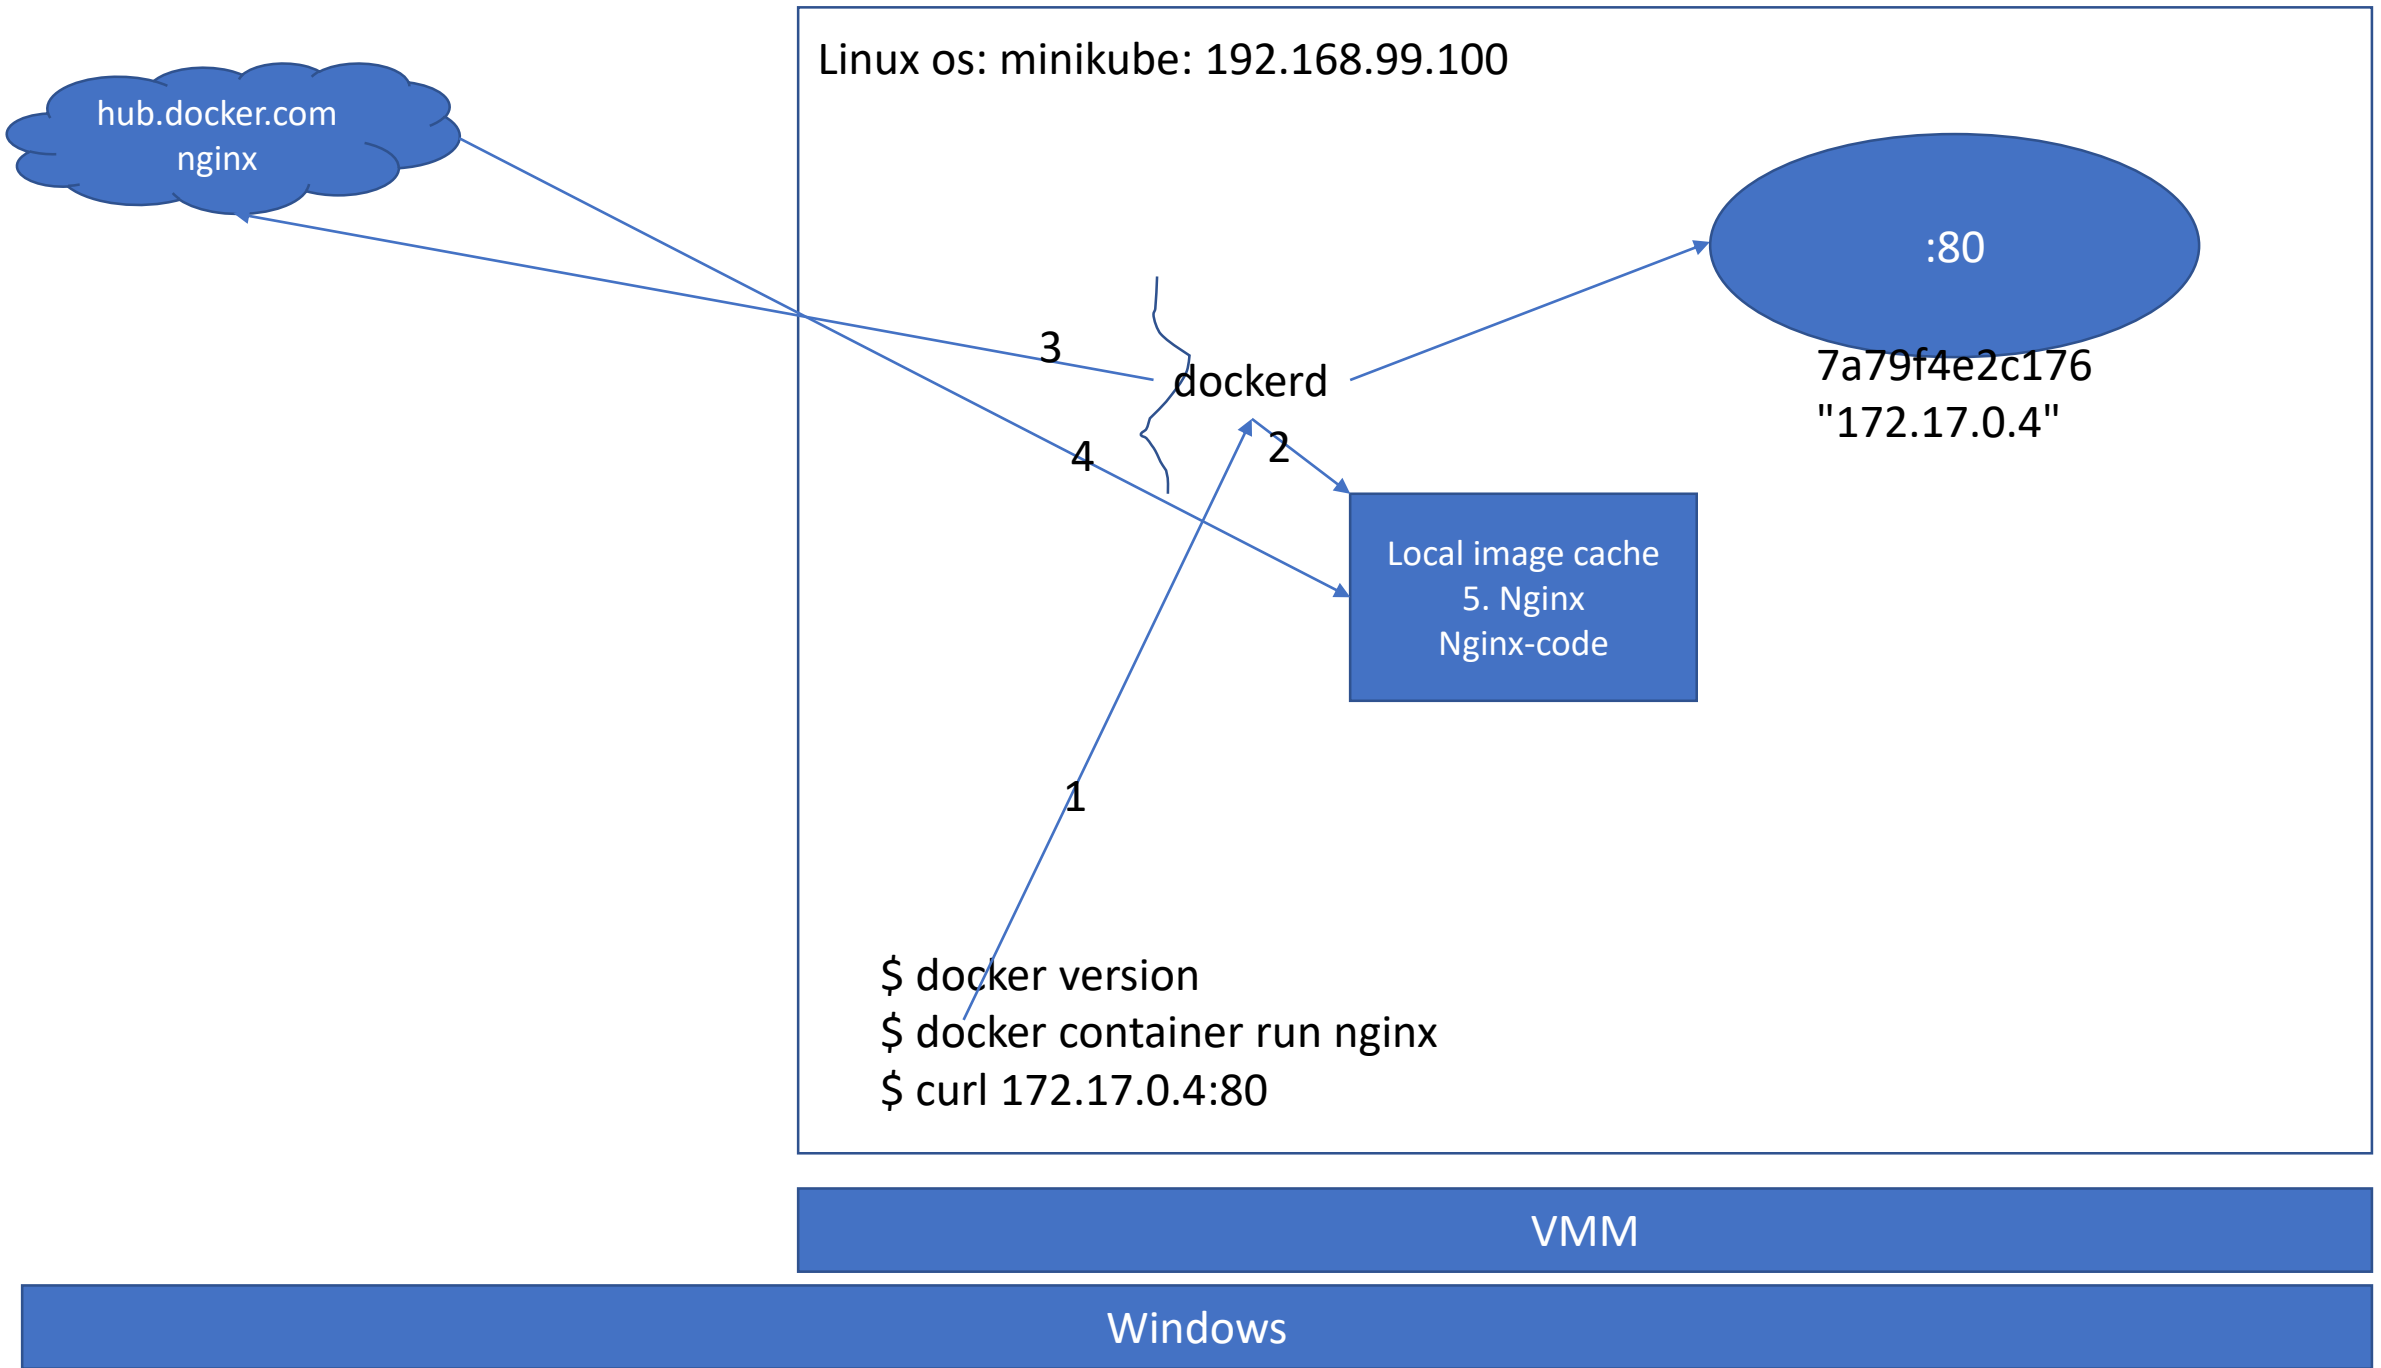 Linux os: minikube: 192.168.99.100
hub.docker.com
nginx
:80
3
dockerd
7a79f4e2c176
"172.17.0.4"
4
2
Local image cache
5. Nginx
Nginx-code
1
$ docker version
$ docker container run nginx
$ curl 172.17.0.4:80
VMM
Windows